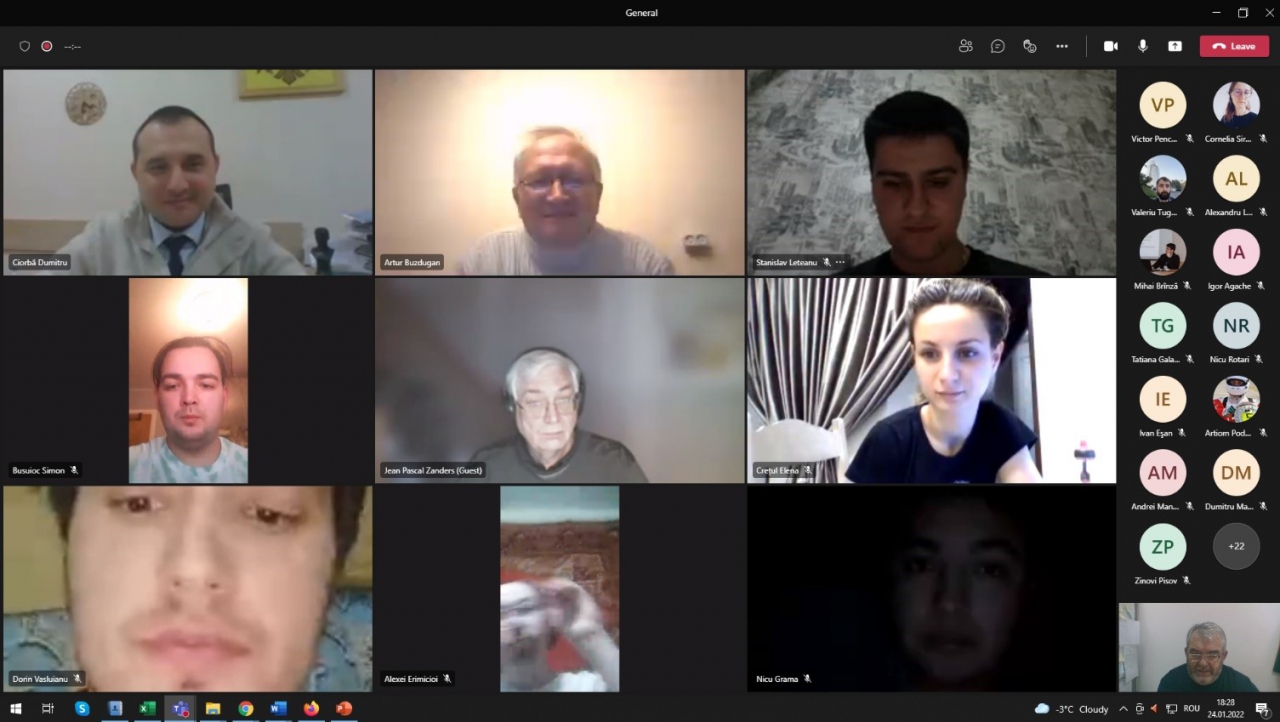 General
--:--
Leave
Ciorbă Dumitru
Artur Buzdugan
Stanislav Leteanu
Busuioc Simon
Jean Pascal Zanders (Guest)
Crețul Elena
Dorin Vasluianu
Alexei Erimicioi
Nicu Grama
VP
Victor Penc...
Cornelia Sir...
Valeriu Tug...
AL
Alexandru L...
Mihai Brînză
IA
Igor Agache
TG
Tatiana Gala...
NR
Nicu Rotari
IE
Ivan Eșan
Artiom Pod...
AM
Andrei Man...
DM
Dumitru Ma...
ZP
Zinovi Pisov
+22
-3°C Cloudy
ROU
18:28
24.01.2022